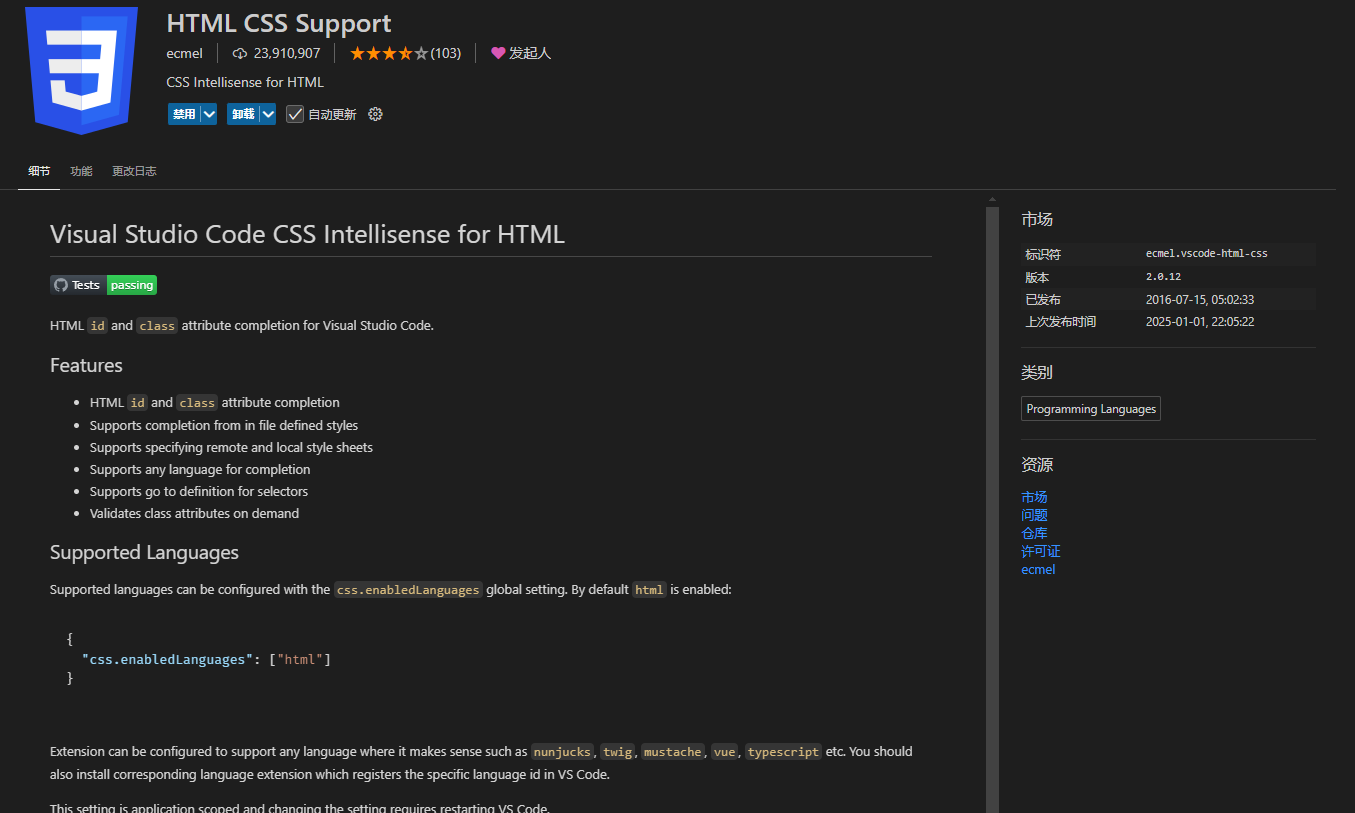 HTML CSS Support
ecmel 23,910,907 (103) 发起人
CSS Intellisense for HTML
禁用 卸载 自动更新
细节 功能 更改日志
Visual Studio Code CSS Intellisense for HTML
Tests passing
HTML id and class attribute completion for Visual Studio Code.
Features
• HTML id and class attribute completion
• Supports completion from in file defined styles
• Supports specifying remote and local style sheets
• Supports any language for completion
• Supports go to definition for selectors
• Validates class attributes on demand
Supported Languages
Supported languages can be configured with the css.enabledLanguages global setting. By default html is enabled:
{
"css.enabledLanguages": ["html"]
}
Extension can be configured to support any language where it makes sense such as nunjucks, twig, mustache, vue, typescript etc. You should
also install corresponding language extension which registers the specific language id in VS Code.
This setting is application scoped and changing the setting requires restarting VS Code.
市场
标识符 ecmel.vscode-html-css
版本 2.0.12
已发布 2016-07-15, 05:02:33
上次发布时间 2025-01-01, 22:05:22
类别
Programming Languages
资源
市场
问题
仓库
许可证
ecmel